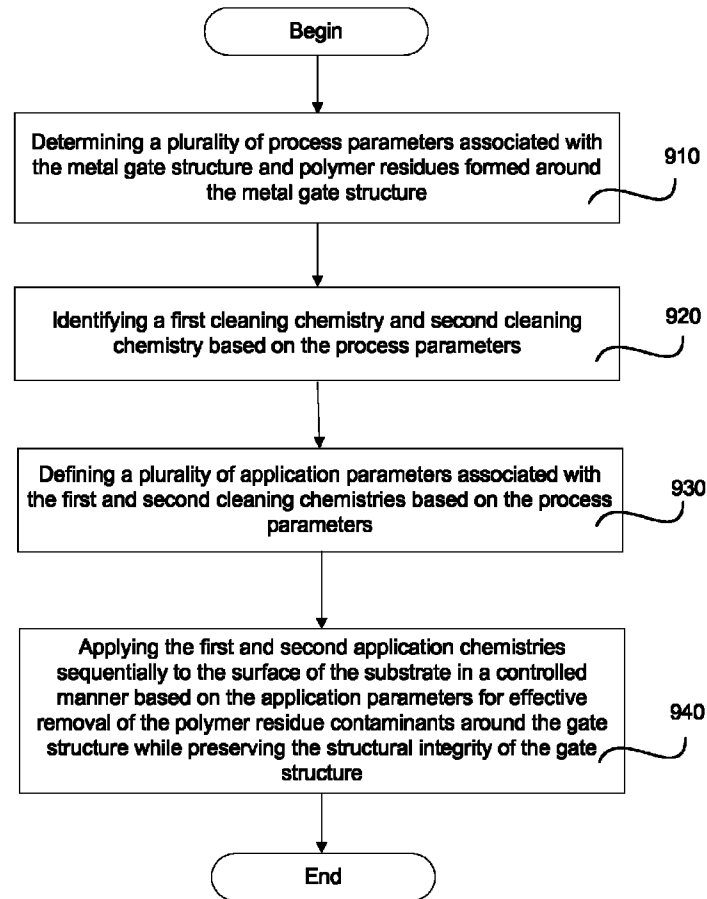 Begin
Determining a plurality of process parameters associated with
the metal gate structure and polymer residues formed around
the metal gate structure
910
Identifying a first cleaning chemistry and second cleaning
chemistry based on the process parameters
920
Defining a plurality of application parameters associated with
the first and second cleaning chemistries based on the process
parameters
930
Applying the first and second application chemistries
sequentially to the surface of the substrate in a controlled
manner based on the application parameters for effective
removal of the polymer residue contaminants around the gate
structure while preserving the structural integrity of the gate
structure
940
End